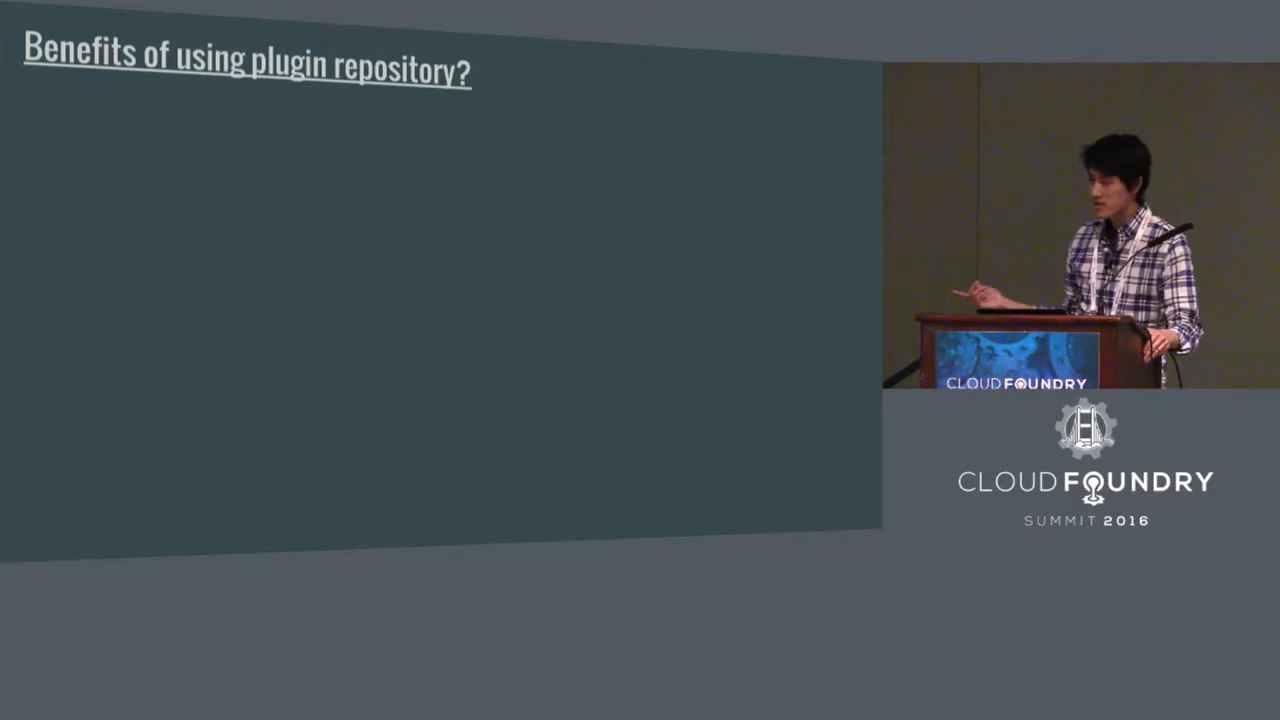 Benefits of using plugin repository?
CLOUD FOUNDRY
CLOUD FOUNDRY
SUMMIT 2016